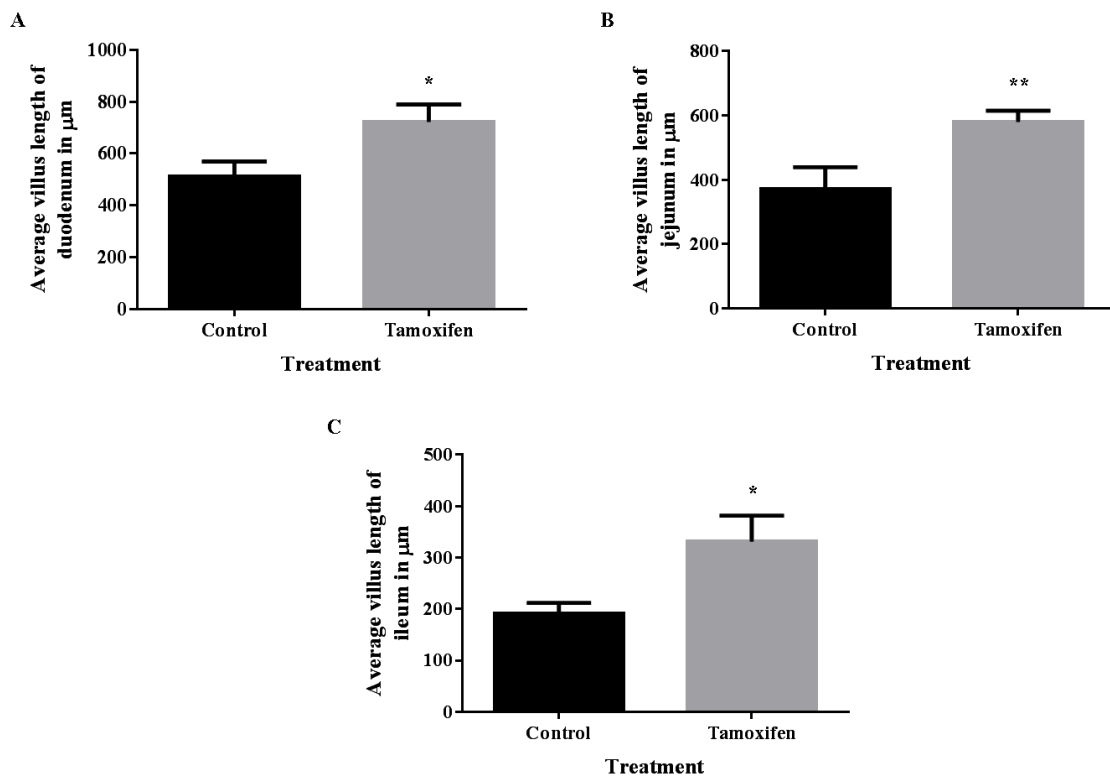 A
Average villus length of
duodenum in μm
1000
800
600
400
200
0
*
Control
Tamoxifen
Treatment
B
Average villus length of
jejunum in μm
800
600
400
200
0
**
Control
Tamoxifen
Treatment
C
Average villus length of
ileum in μm
500
400
300
200
100
0
*
Control
Tamoxifen
Treatment